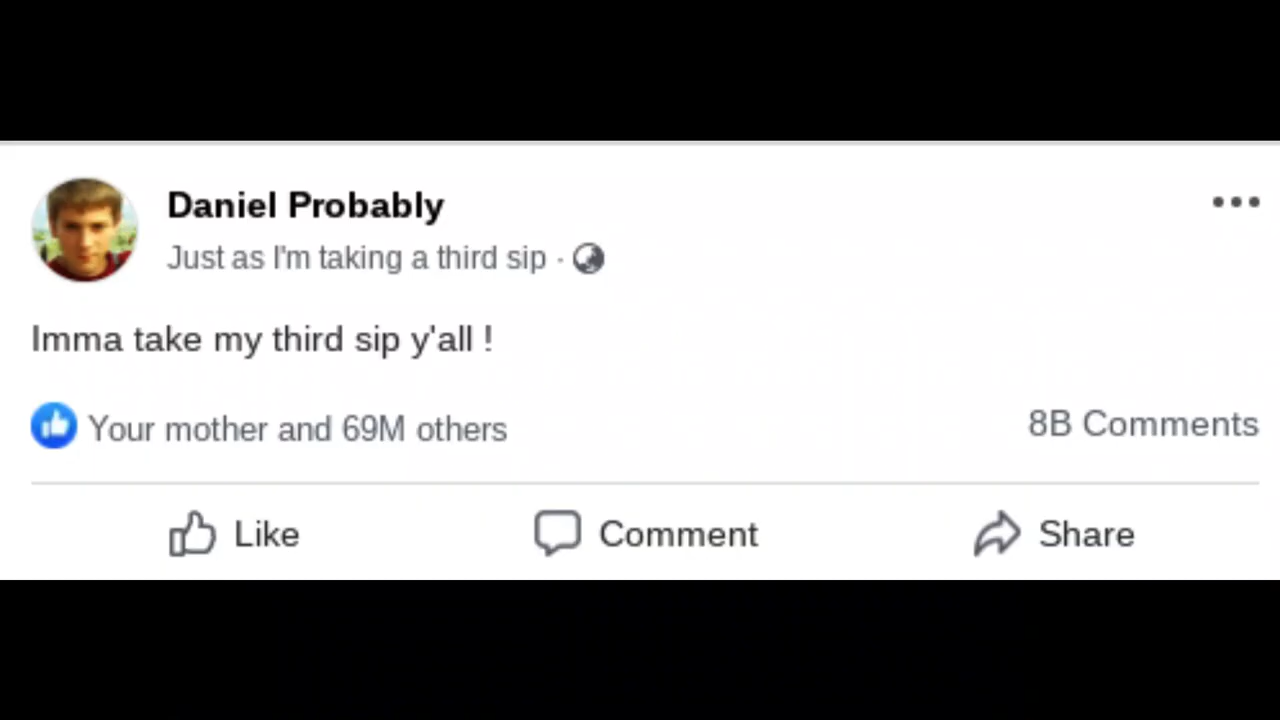 Daniel Probably
Just as I'm taking a third sip ·
Imma take my third sip y'all !
Your mother and 69M others
8B Comments
Like
Comment
Share